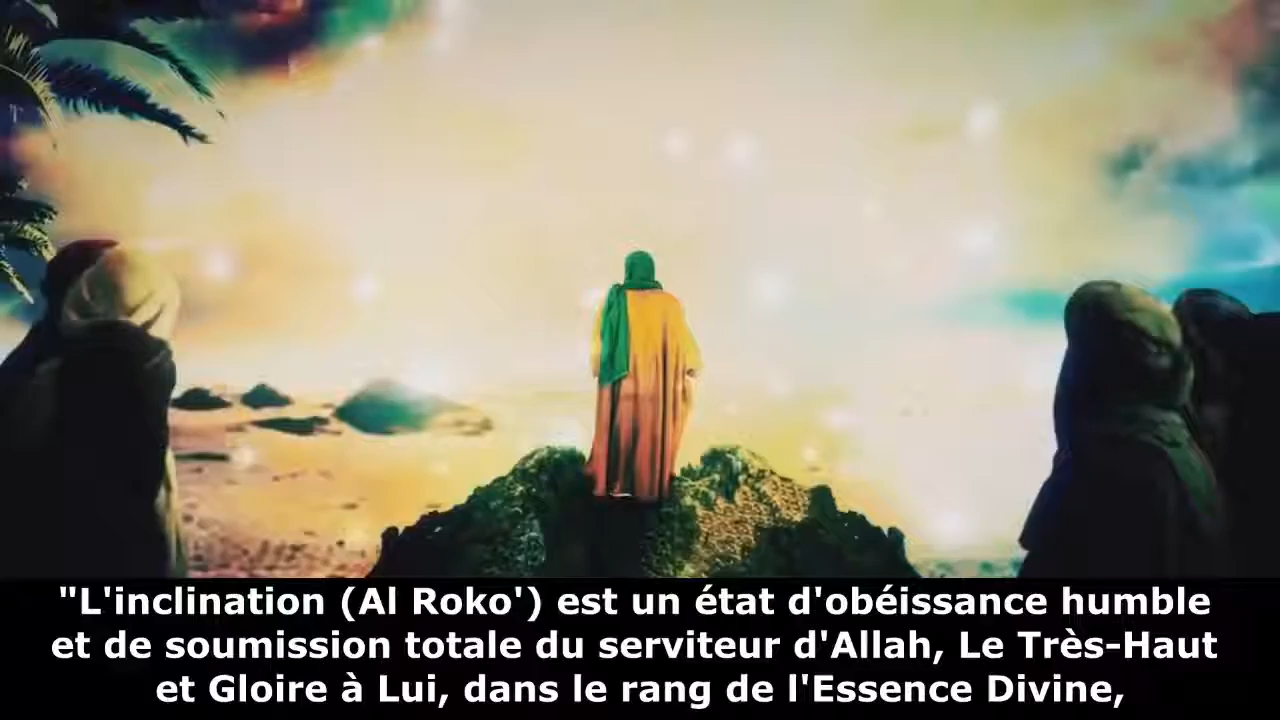 "L'inclination (Al Roko') est un état d'obéissance humble
et de soumission totale du serviteur d'Allah, Le Très-Haut
et Gloire à Lui, dans le rang de l'Essence Divine,